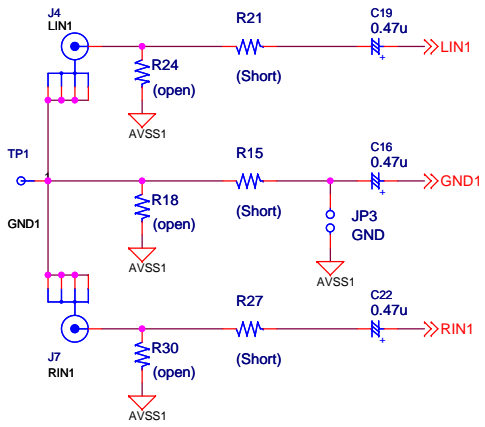 J4
LIN1
R21
C19
0.47u
LIN1
R24
(open)
(Short)
AVSS1
TP1
1
R15
C16
0.47u
GND1
R18
(open)
(Short)
JP3
GND
GND1
AVSS1
AVSS1
R27
C22
0.47u
RIN1
J7
RIN1
R30
(open)
(Short)
AVSS1